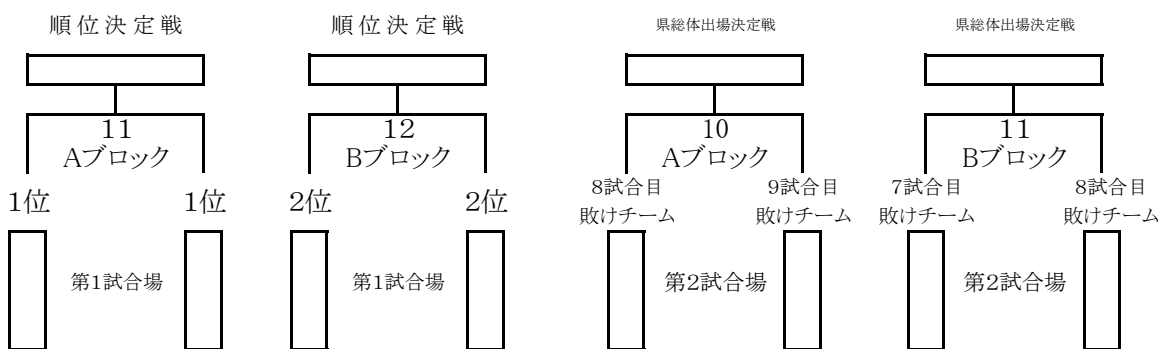 順位決定戦
順位決定戦
県総体出場決定戦
県総体出場決定戦
11
Aブロック
12
Bブロック
10
Aブロック
11
Bブロック
1位
1位
2位
2位
8試合目
敗けチーム
9試合目
敗けチーム
7試合目
敗けチーム
8試合目
敗けチーム
第1試合場
第1試合場
第2試合場
第2試合場